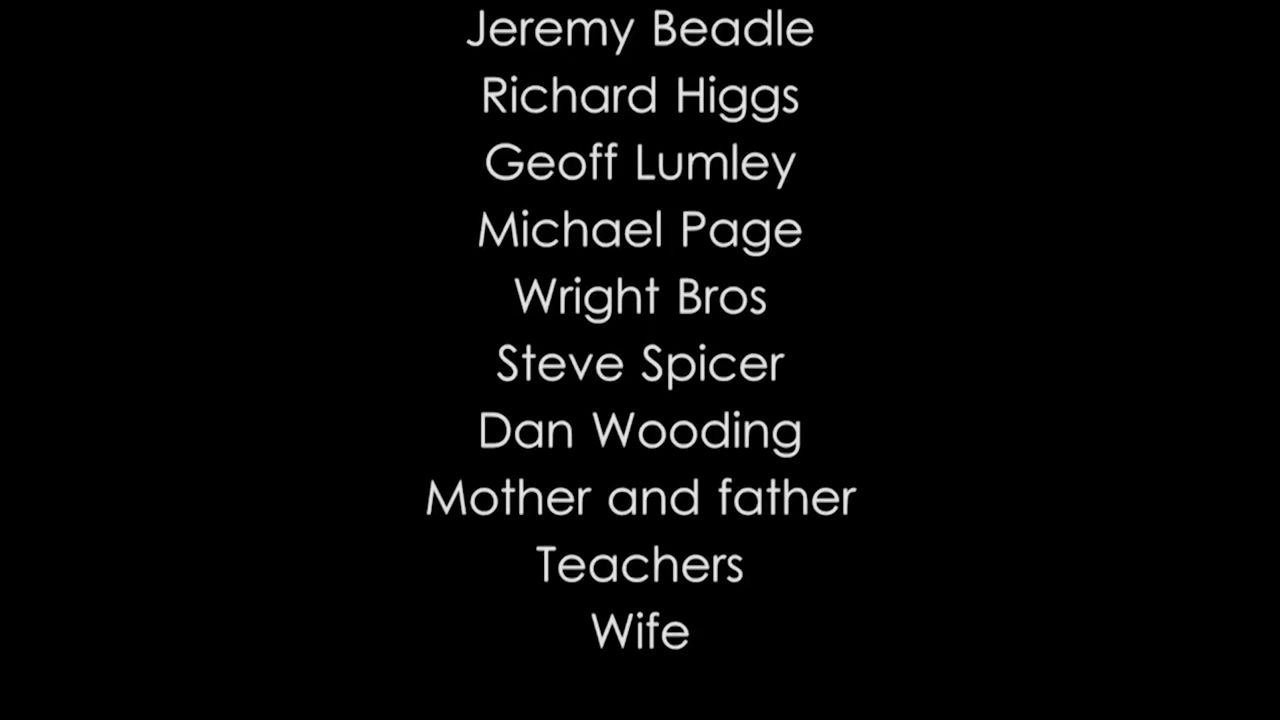 Jeremy Beadle
Richard Higgs
Geoff Lumley
Michael Page
Wright Bros
Steve Spicer
Dan Wooding
Mother and father
Teachers
Wife